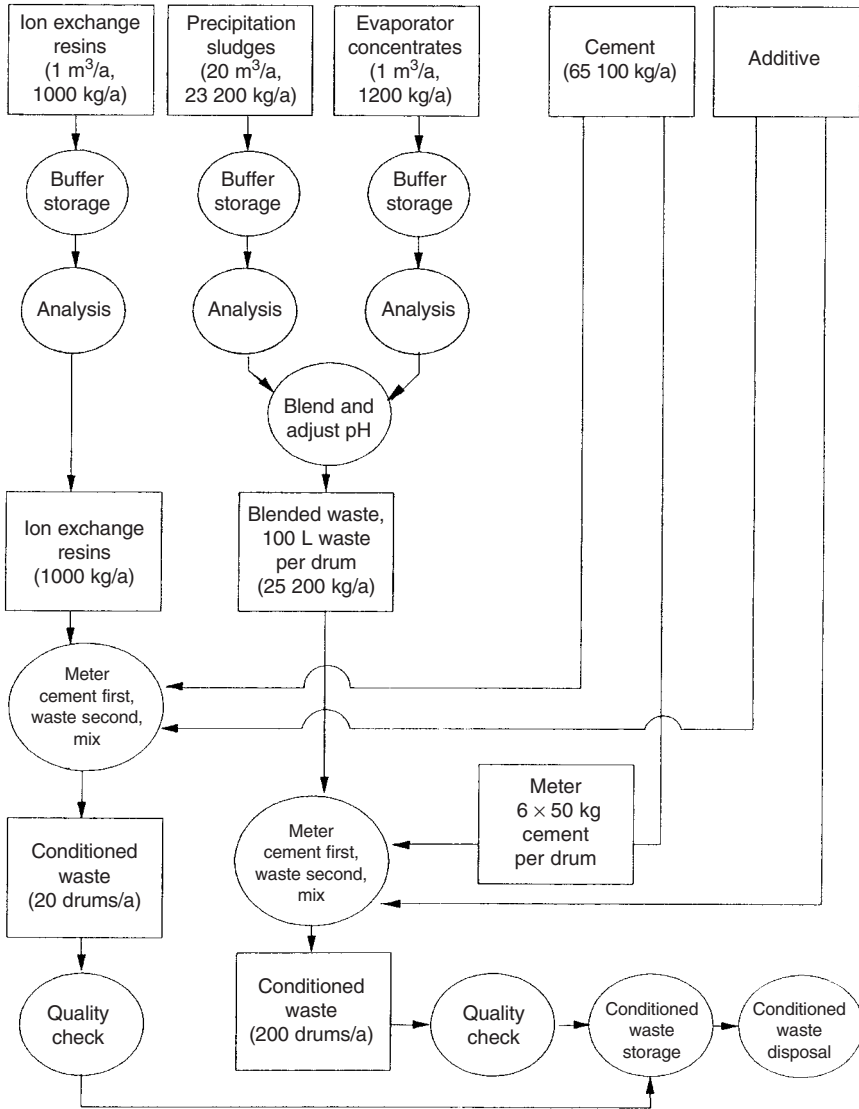 Ion exchange
resins
(1 m³/a,
1000 kg/a)
Precipitation
sludges
(20 m³/a,
23 200 kg/a)
Evaporator
concentrates
(1 m³/a,
1200 kg/a)
Cement
(65 100 kg/a)
Additive
Buffer
storage
Buffer
storage
Buffer
storage
Analysis
Analysis
Analysis
Blend and
adjust pH
Ion exchange
resins
(1000 kg/a)
Blended waste,
100 L waste
per drum
(25 200 kg/a)
Meter
cement first,
waste second,
mix
Meter
6 × 50 kg
cement
per drum
Meter
cement first,
waste second,
mix
Conditioned
waste
(20 drums/a)
Conditioned
waste
(200 drums/a)
Quality
check
Quality
check
Conditioned
waste
storage
Conditioned
waste
disposal